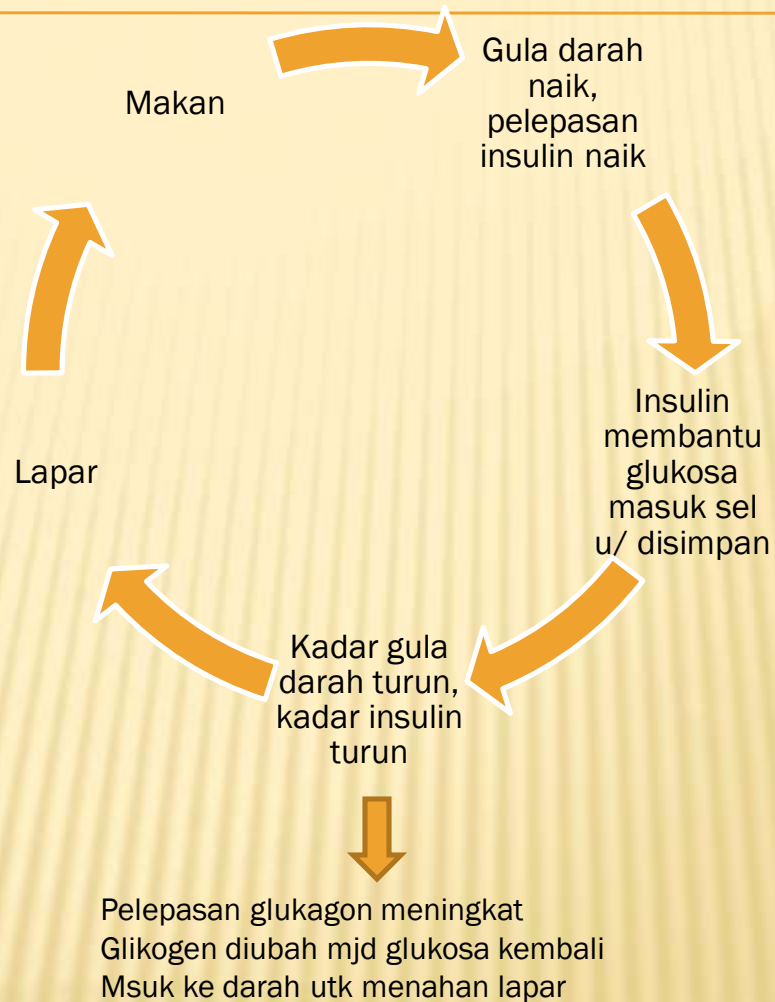 Makan
Gula darah
naik,
pelepasan
insulin naik
Insulin
membantu
glukosa
masuk sel
u/ disimpan
Kadar gula
darah turun,
kadar insulin
turun
Lapar
Pelepasan glukagon meningkat
Glikogen diubah mjd glukosa kembali
Msuk ke darah utk menahan lapar